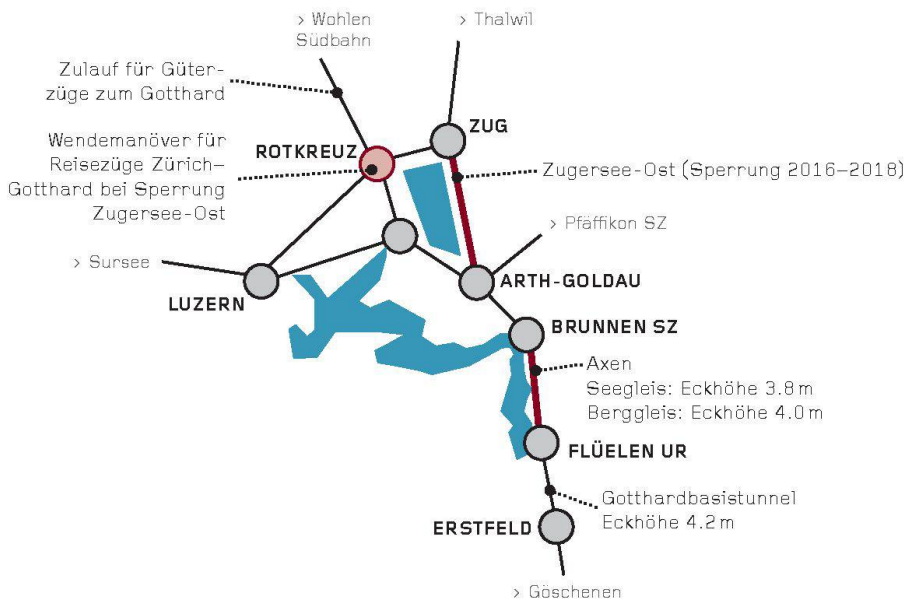 > Wohlen
Südbahn
> Thalwil
Zulauf für Güter-
züge zum Gotthard
ZUG
Wendemanöver für
Reisezüge Zürich–
Gotthard bei Sperrung
Zugersee-Ost
ROTKREUZ
Zugersee-Ost (Sperrung 2016–2018)
> Pfäffikon SZ
> Sursee
LUZERN
ARTH-GOLDAU
BRUNNEN SZ
Axen
Seegleis: Eckhöhe 3.8 m
Berggleis: Eckhöhe 4.0 m
FLÜELEN UR
Gotthardbasistunnel
Eckhöhe 4.2 m
ERSTFELD
> Göschenen